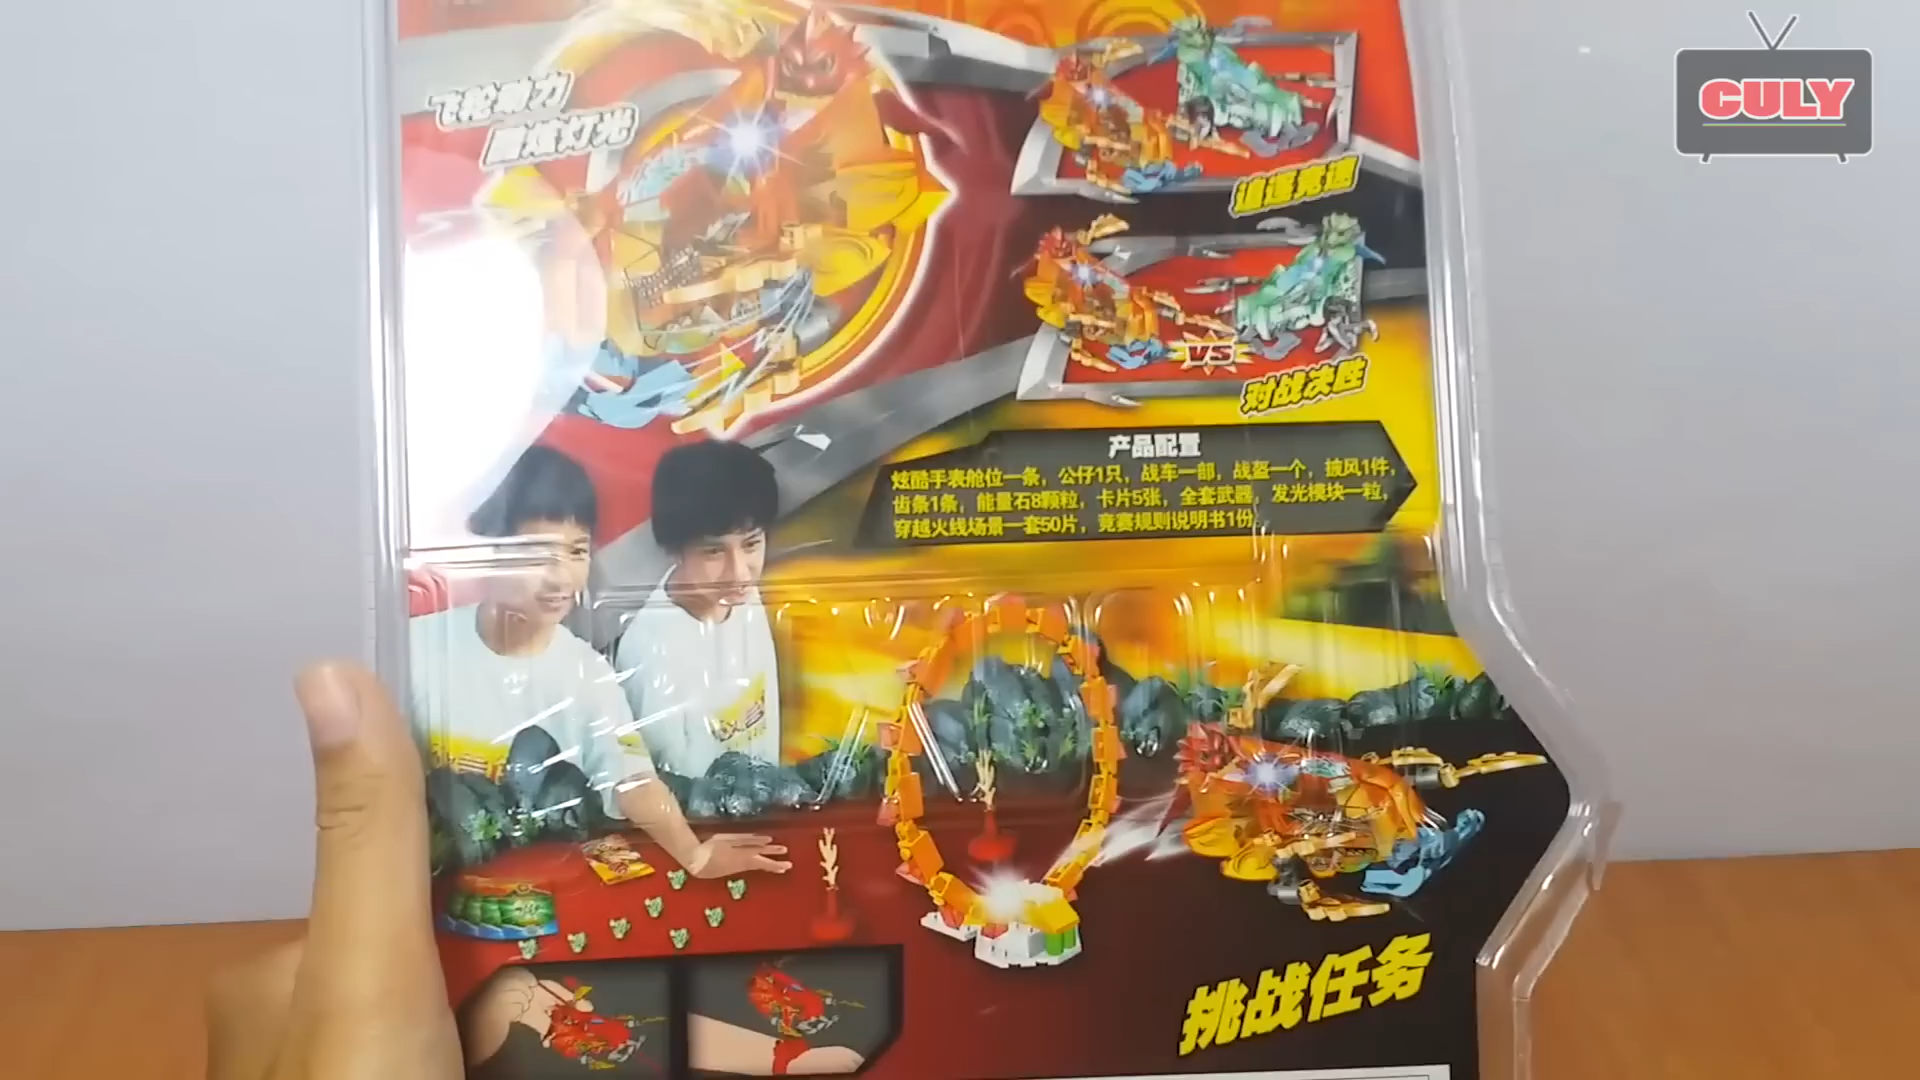 CULY
飞轮动力
黑炫灯光
追逐竞速
VS
对战决胜
产品配置
炫酷手表舱位一条，公仔1只，战车一部，战盔一个，披风1件，
齿条1条，能量石8颗粒，卡片5张，全套武器，发光模块一粒，
穿越火线场景一套50片，竞赛规则说明书1份
挑战任务